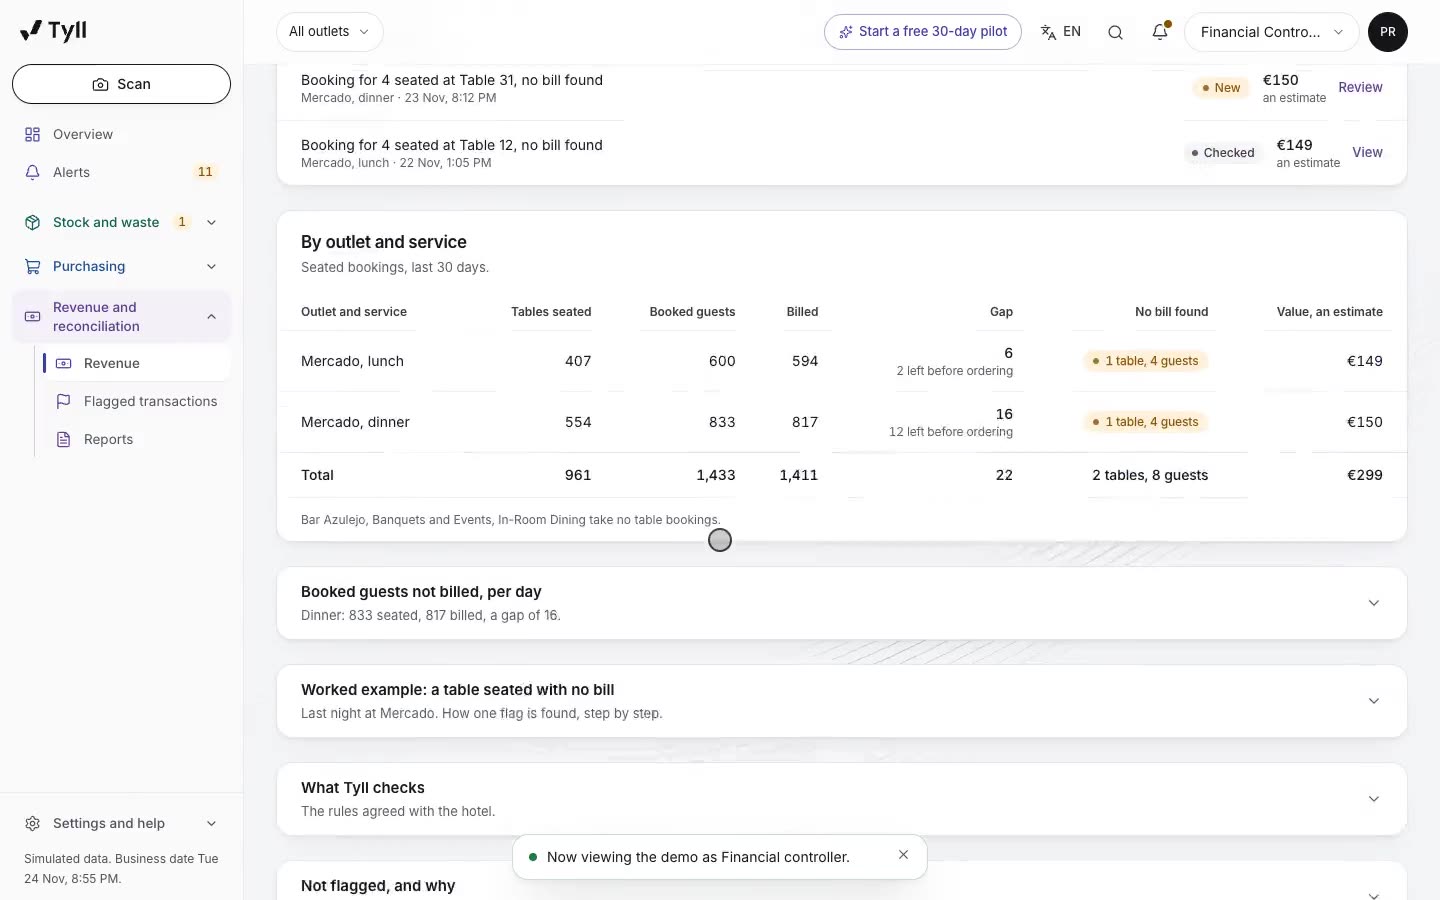 Tyll
All outlets
Start a free 30-day pilot
EN
Financial Contro...
PR
Scan
Overview
Alerts
11
Stock and waste
1
Purchasing
Revenue and
reconciliation
Revenue
Flagged transactions
Reports
Settings and help
Simulated data. Business date Tue
24 Nov, 8:55 PM.
Booking for 4 seated at Table 31, no bill found
Mercado, dinner · 23 Nov, 8:12 PM
New
€150
an estimate
Review
Booking for 4 seated at Table 12, no bill found
Mercado, lunch · 22 Nov, 1:05 PM
Checked
€149
an estimate
View
By outlet and service
Seated bookings, last 30 days.
Outlet and service Tables seated Booked guests Billed Gap No bill found Value, an estimate
Mercado, lunch 407 600 594 6 1 table, 4 guests €149
2 left before ordering
Mercado, dinner 554 833 817 16 1 table, 4 guests €150
12 left before ordering
Total 961 1,433 1,411 22 2 tables, 8 guests €299
Bar Azulejo, Banquets and Events, In-Room Dining take no table bookings.
Booked guests not billed, per day
Dinner: 833 seated, 817 billed, a gap of 16.
Worked example: a table seated with no bill
Last night at Mercado. How one flag is found, step by step.
What Tyll checks
The rules agreed with the hotel.
Now viewing the demo as Financial controller.
Not flagged, and why